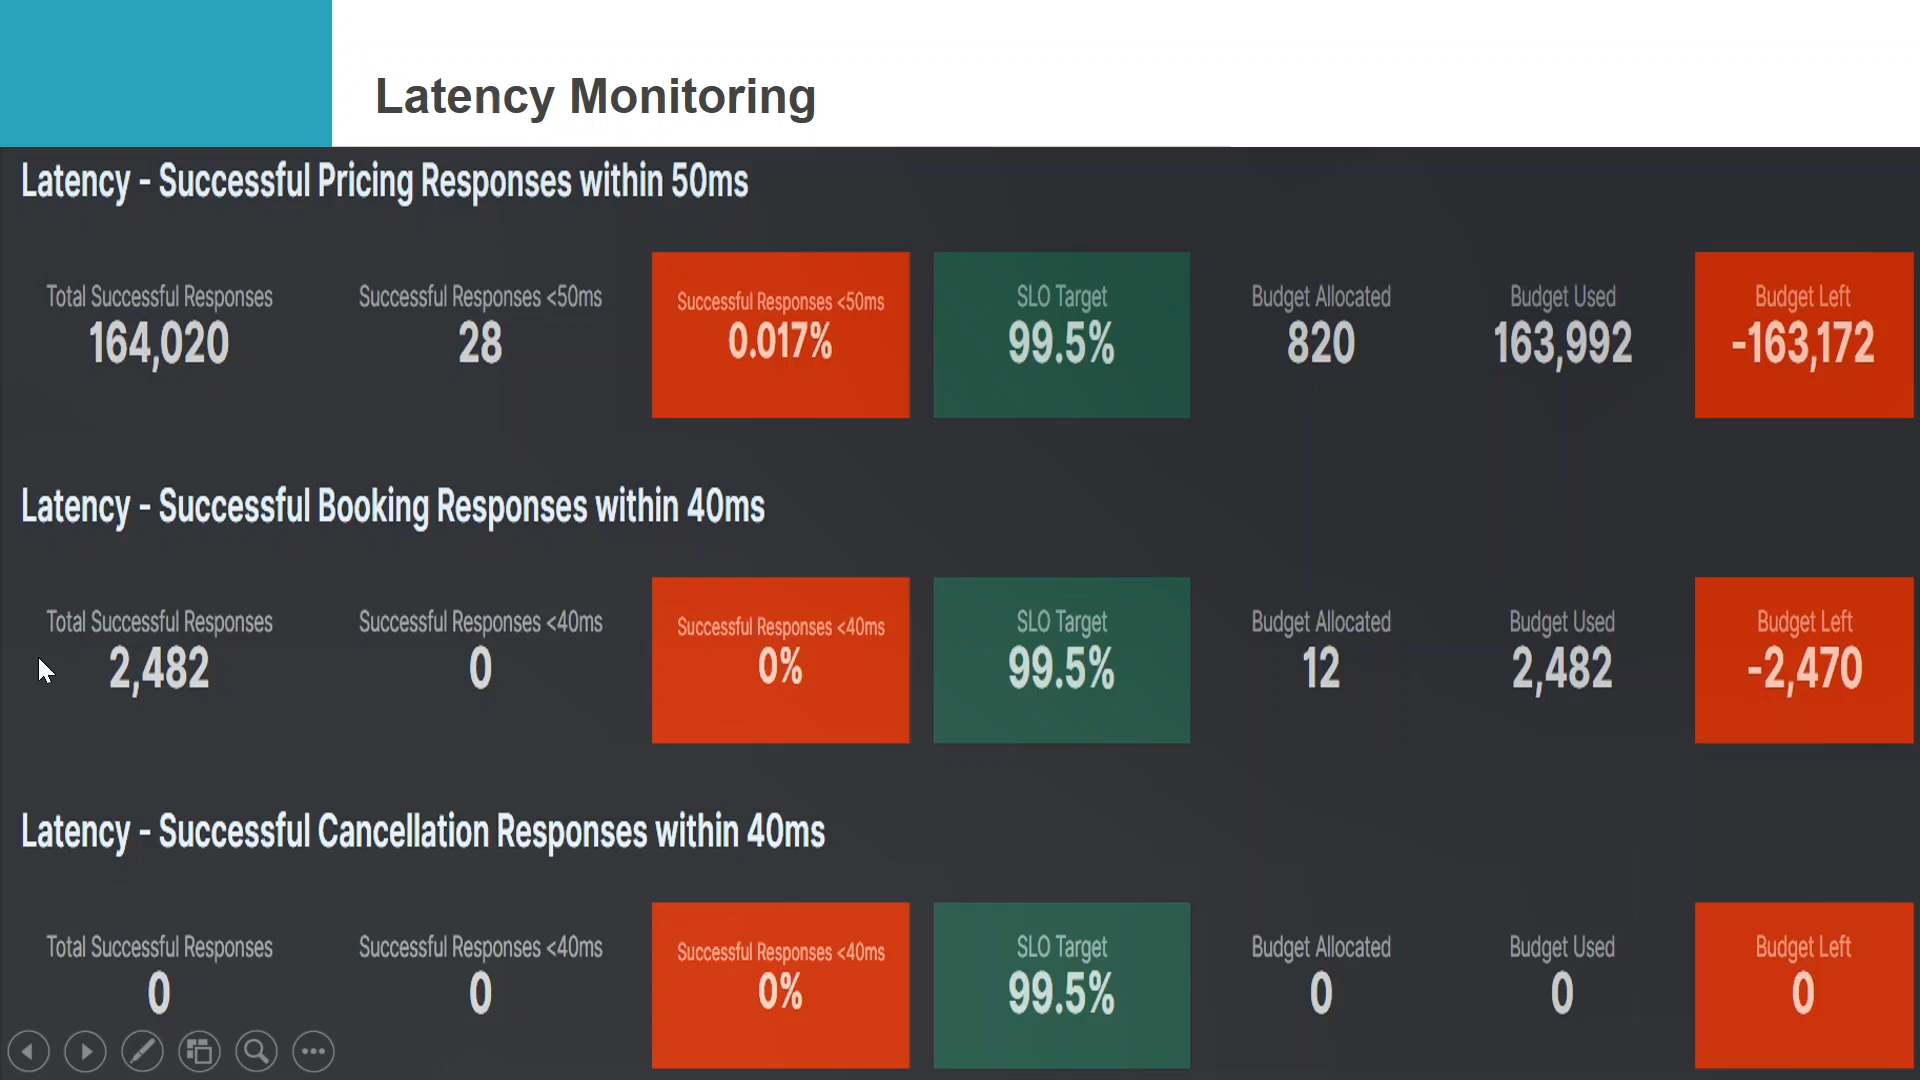 Latency Monitoring
Latency - Successful Pricing Responses within 50ms
Total Successful Responses
164,020
Successful Responses <50ms
28
Successful Responses <50ms
0.017%
SLO Target
99.5%
Budget Allocated
820
Budget Used
163,992
Budget Left
-163,172
Latency - Successful Booking Responses within 40ms
Total Successful Responses
2,482
Successful Responses <40ms
0
Successful Responses <40ms
0%
SLO Target
99.5%
Budget Allocated
12
Budget Used
2,482
Budget Left
-2,470
Latency - Successful Cancellation Responses within 40ms
Total Successful Responses
0
Successful Responses <40ms
0
Successful Responses <40ms
0%
SLO Target
99.5%
Budget Allocated
0
Budget Used
0
Budget Left
0